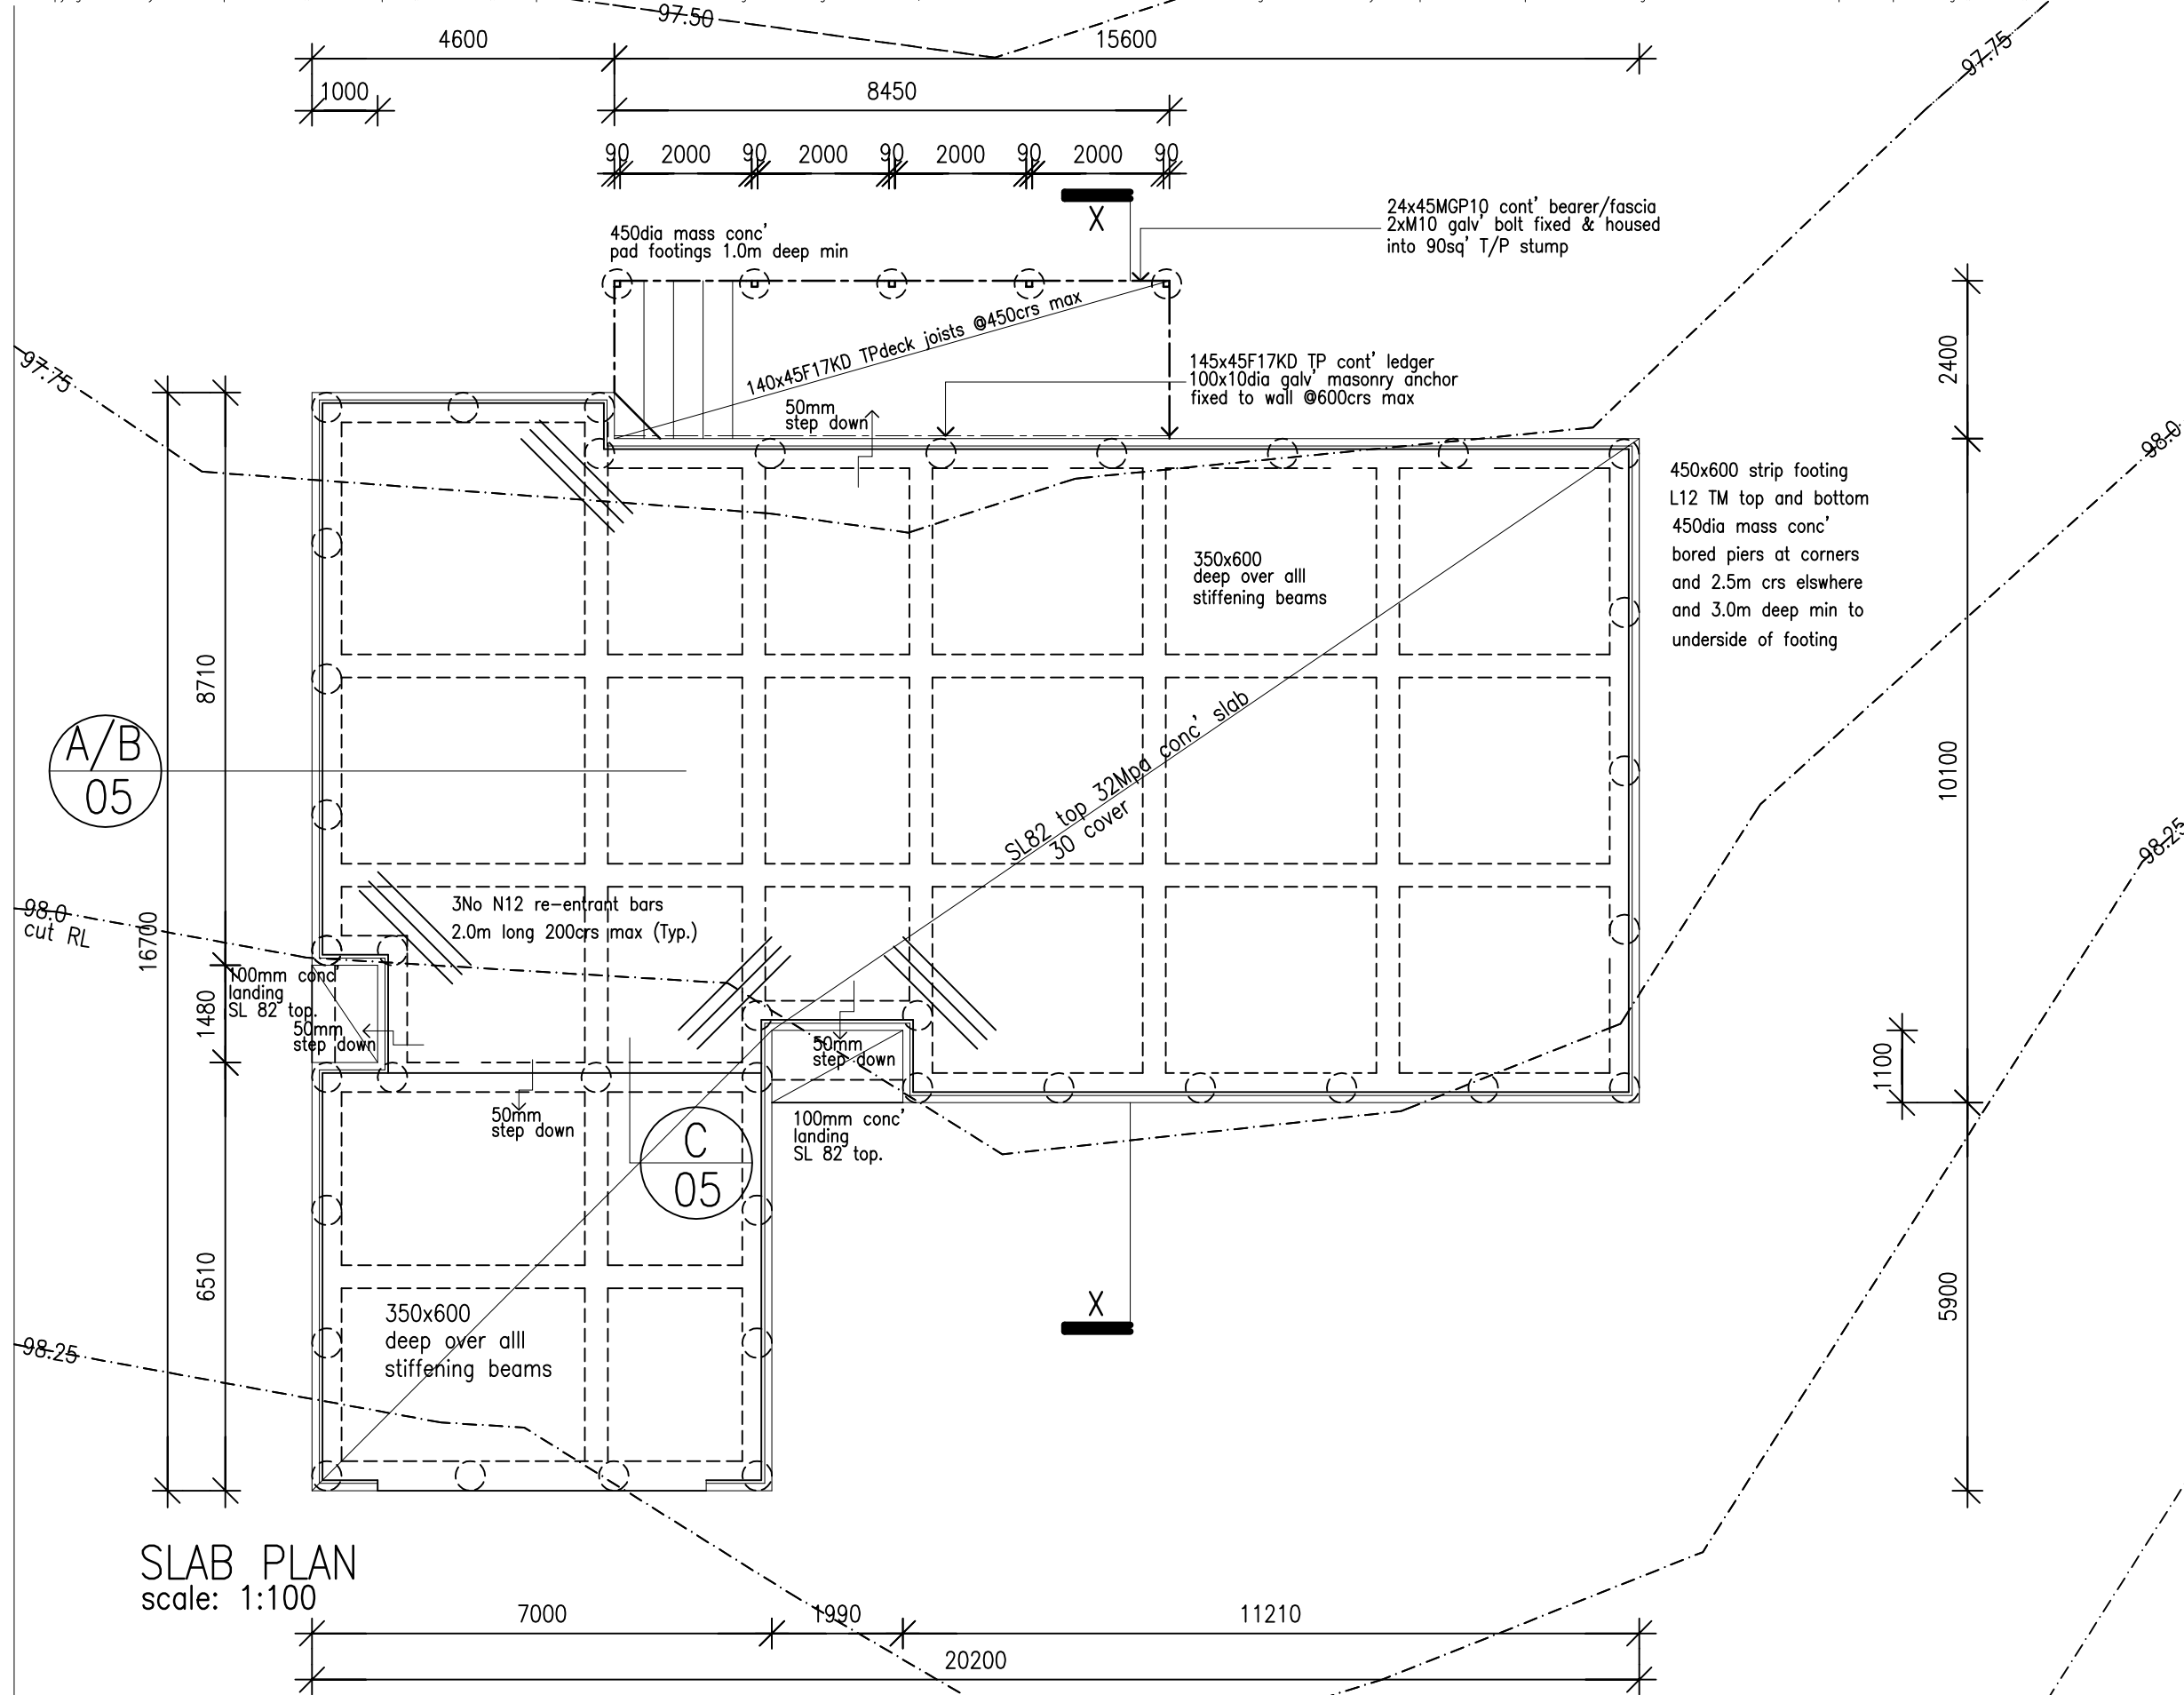 97.50
4600
15600
97.75
1000
8450
90
2000
90
2000
90
2000
90
2000
90
X
24x45MGP10 cont' bearer/fascia
2xM10 galv' bolt fixed & housed
into 90sq' T/P stump
450dia mass conc'
pad footings 1.0m deep min
140x45F17KD TPdeck joists @450crs max
97.75
2400
145x45F17KD TP cont' ledger
100x10dia galv' masonry anchor
fixed to wall @600crs max
50mm
step down
98.0
450x600 strip footing
L12 TM top and bottom
450dia mass conc'
bored piers at corners
and 2.5m crs elswhere
and 3.0m deep min to
underside of footing
350x600
deep over alll
stiffening beams
8710
A/B
05
SL82 top 32Mpa conc' slab
30 cover
10100
98.25
98.0
cut RL
16700
3No N12 re-entrant bars
2.0m long 200crs max (Typ.)
100mm conc'
landing
SL 82 top.
1480
50mm
step down
50mm
step down
1100
50mm
step down
100mm conc'
landing
SL 82 top.
C
05
6510
5900
X
350x600
deep over alll
stiffening beams
98.25
SLAB PLAN
scale: 1:100
7000
1990
11210
20200